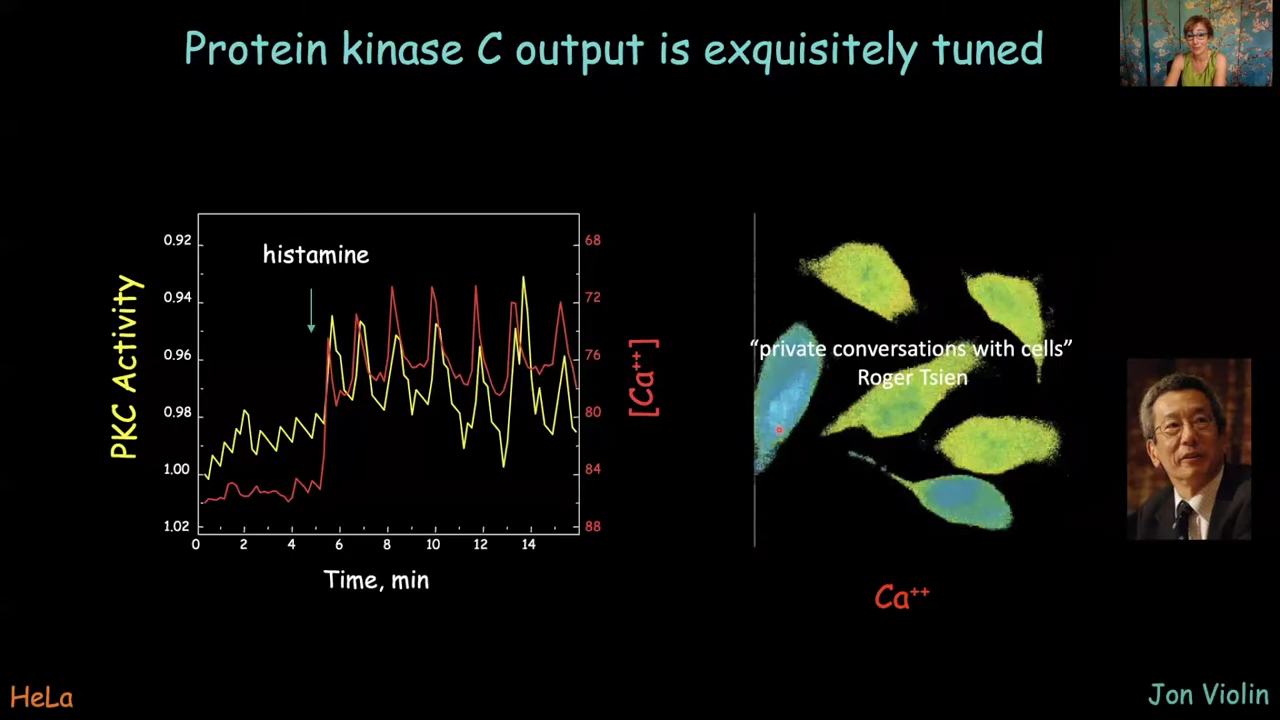 Protein kinase C output is exquisitely tuned
PKC Activity
0.92
0.94
0.96
0.98
1.00
1.02
histamine
68
72
76
80
84
88
[Ca++]
0 2 4 6 8 10 12 14
Time, min
“private conversations with cells”
Roger Tsien
Ca++
HeLa
Jon Violin